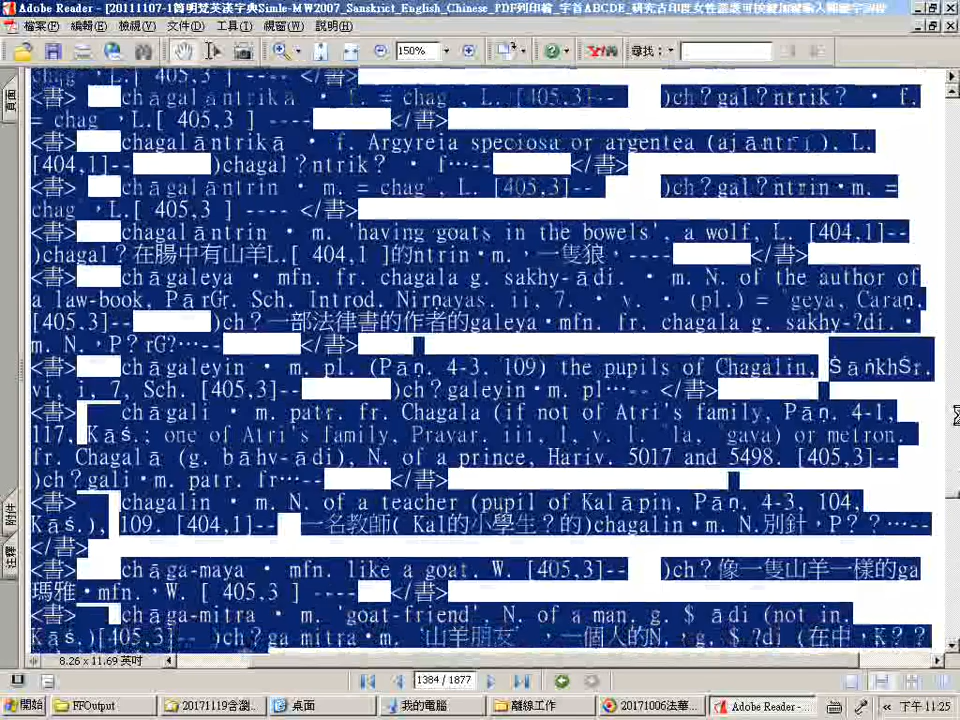 Adobe Reader - [20111107-1簡明梵英漢字典Simle-MW2007_Sanskrict_English_Chinese_PDF列印檔_字首ABCDE_研究古印度女性
檔案(F) 編輯(E) 檢視(V) 文件(D) 工具(T) 視窗(W) 說明(H)
150% 尋找：
頁面
chag , L.[ 405,3 ] ---- </書>
<書> chāgalāntrika · f. = chag , L. [405,3]-- )ch？gal？ntrik？ · f.
= chag , L.[ 405,3 ] ---- </書>
<書> chagalāntrikā · f. Argyreia speciosa or argentea (ajāntrī). L.
[404,1]-- )chagal？ntrik？ · f…-- </書>
<書> chāgalāntrin · m. = chag°, L. [405,3]-- )ch？gal？ntrin·m. =
chag , L.[ 405,3 ] ---- </書>
<書> chagalāntrin · m. 'having goats in the bowels', a wolf, L. [404,1]--
)chagal？在腸中有山羊L.[ 404,1 ]的ntrin·m.，一隻狼，---- </書>
<書> chāgaleya · mfn. fr. chagala g. sakhy-ādi. · m. N. of the author of
a law-book, PārGr. Sch. Introd. Nirṇayas. ii, 7. · v. · (pl.) = °geya, Caraṇ.
[405,3]-- )ch？一部法律書的作者的galeya·mfn. fr. chagala g. sakhy-?di.·
m. N.，P？rG?…-- </書>
<書> chāgaleyin · m. pl. (Pāṇ. 4-3. 109) the pupils of Chagalin, ŚāṅkhŚr.
vi, i, 7, Sch. [405,3]-- )ch？galeyin·m. pl…-- </書>
<書> chāgali · m. patr. fr. Chagala (if not of Atri's family, Pāṇ. 4-1,
117, Kāś.; one of Atri's family, Pravar. iii, 1, v. l. °la, °gava) or metron.
fr. Chagalā (g. bāhv-ādi), N. of a prince, Hariv. 5017 and 5498. [405,3]--
)ch？gali·m. patr. fr…-- </書>
<書> chagalin · m. N. of a teacher (pupil of Kalāpin, Pāṇ. 4-3, 104,
Kāś.), 109. [404,1]-- 一名教師( Kal的小學生？的)chagalin·m. N.別針，P？？…--
</書>
<書> chāga-maya · mfn. like a goat. W. [405,3]-- )ch？像一隻山羊一樣的ga
瑪雅·mfn.，W. [ 405,3 ] ---- </書>
<書> chāga-mitra · m. 'goat-friend', N. of a man, g. $ ādi (not in
Kāś.)[405,3]-- )ch？ga mitra·m. '山羊朋友'，一個人的N, g. $ ?di (在中，K？？
附件
註釋
8.26 x 11.69 英吋
1384 / 1877
開始 FFOutput 20171119含瀏... 桌面 我的電腦 離線工作 20171006法華... Adobe Reader - ... 下午 11:25